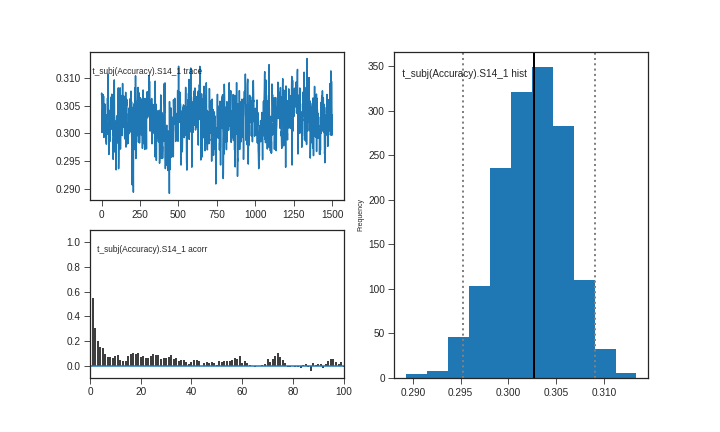 t_subj(Accuracy).S14_1 trace
0.310
0.305
0.300
0.295
0.290
0 250 500 750 1000 1250 1500
t_subj(Accuracy).S14_1 acorr
1.0
0.8
0.6
0.4
0.2
0.0
0 20 40 60 80 100
t_subj(Accuracy).S14_1 hist
Frequency
350
300
250
200
150
100
50
0
0.290 0.295 0.300 0.305 0.310